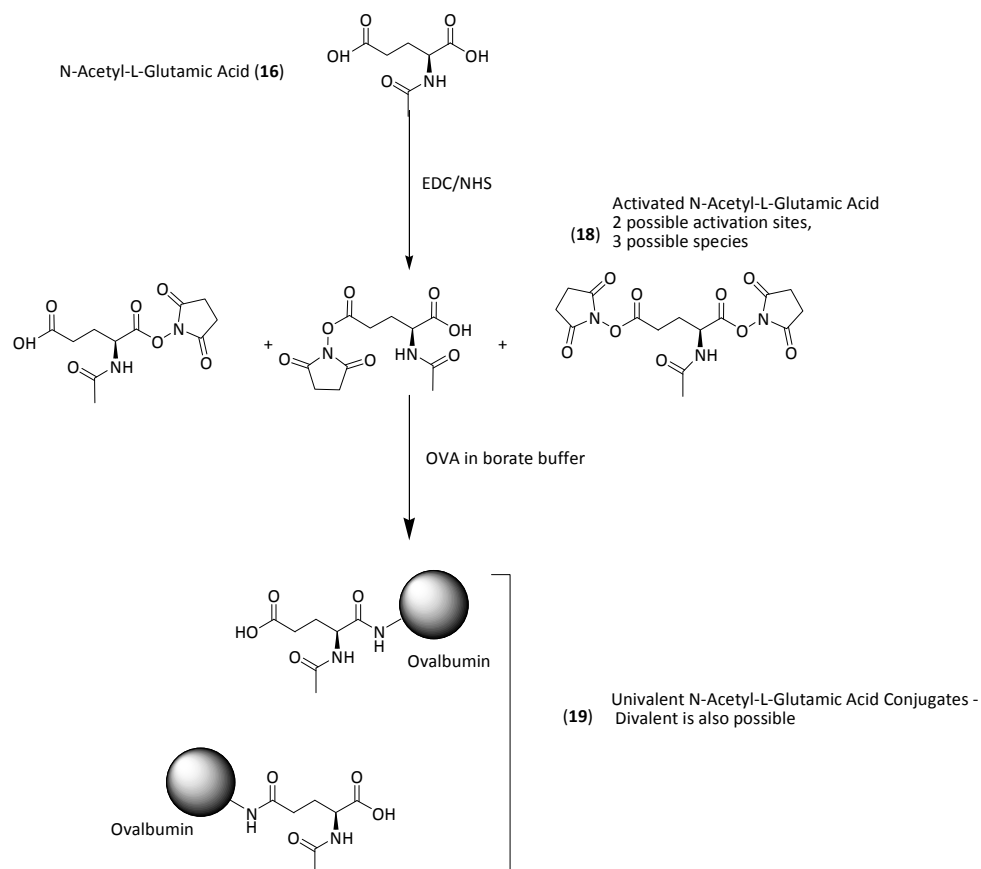 O
O
OH
OH
N-Acetyl-L-Glutamic Acid (16)
O
NH
EDC/NHS
Activated N-Acetyl-L-Glutamic Acid
2 possible activation sites,
(18)
3 possible species
O
O
O
O
N
O
OH
NH
O
O
+
O
O
O
N
O
O
OH
HN
O
+
O
O
N
O
O
O
O
O
N
O
O
NH
OVA in borate buffer
O
O
HO
N
H
O
NH
Ovalbumin
Univalent N-Acetyl-L-Glutamic Acid Conjugates -
(19)
Divalent is also possible
O
O
N
H
OH
Ovalbumin
O
NH